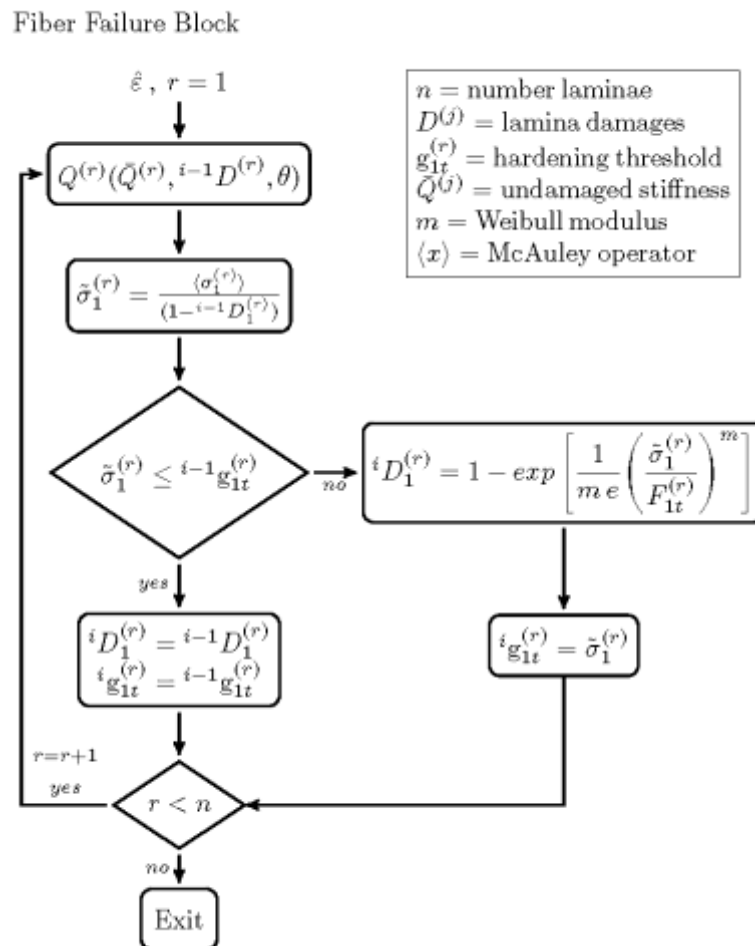 Fiber Failure Block
ε̂ , r = 1
n = number laminae
D^(j) = lamina damages
g_1t^(r) = hardening threshold
Q̄^(j) = undamaged stiffness
m = Weibull modulus
⟨x⟩ = McAuley operator
Q^(r)(Q̄^(r), ^{i−1}D^(r), θ)
σ̃_1^(r) = ⟨σ_1^(r)⟩ / (1−^{i−1}D_1^(r))
σ̃_1^(r) ≤ ^{i−1}g_1t^(r)
no
^iD_1^(r) = 1 − exp [ 1/(m e) ( σ̃_1^(r) / F_1t^(r) )^m ]
yes
^iD_1^(r) = ^{i−1}D_1^(r)
^ig_1t^(r) = ^{i−1}g_1t^(r)
^ig_1t^(r) = σ̃_1^(r)
r=r+1
yes
r < n
no
Exit